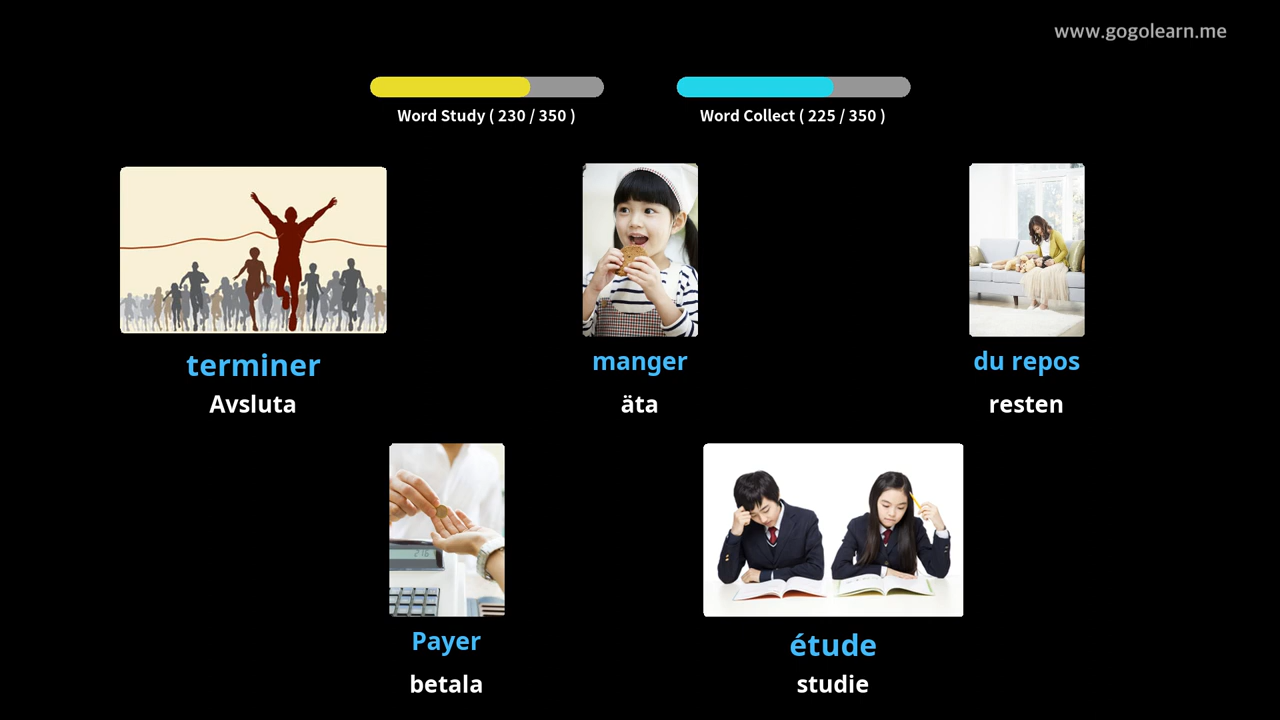 www.gogolearn.me
Word Study ( 230 / 350 )
Word Collect ( 225 / 350 )
terminer
Avsluta
manger
äta
du repos
resten
Payer
betala
étude
studie